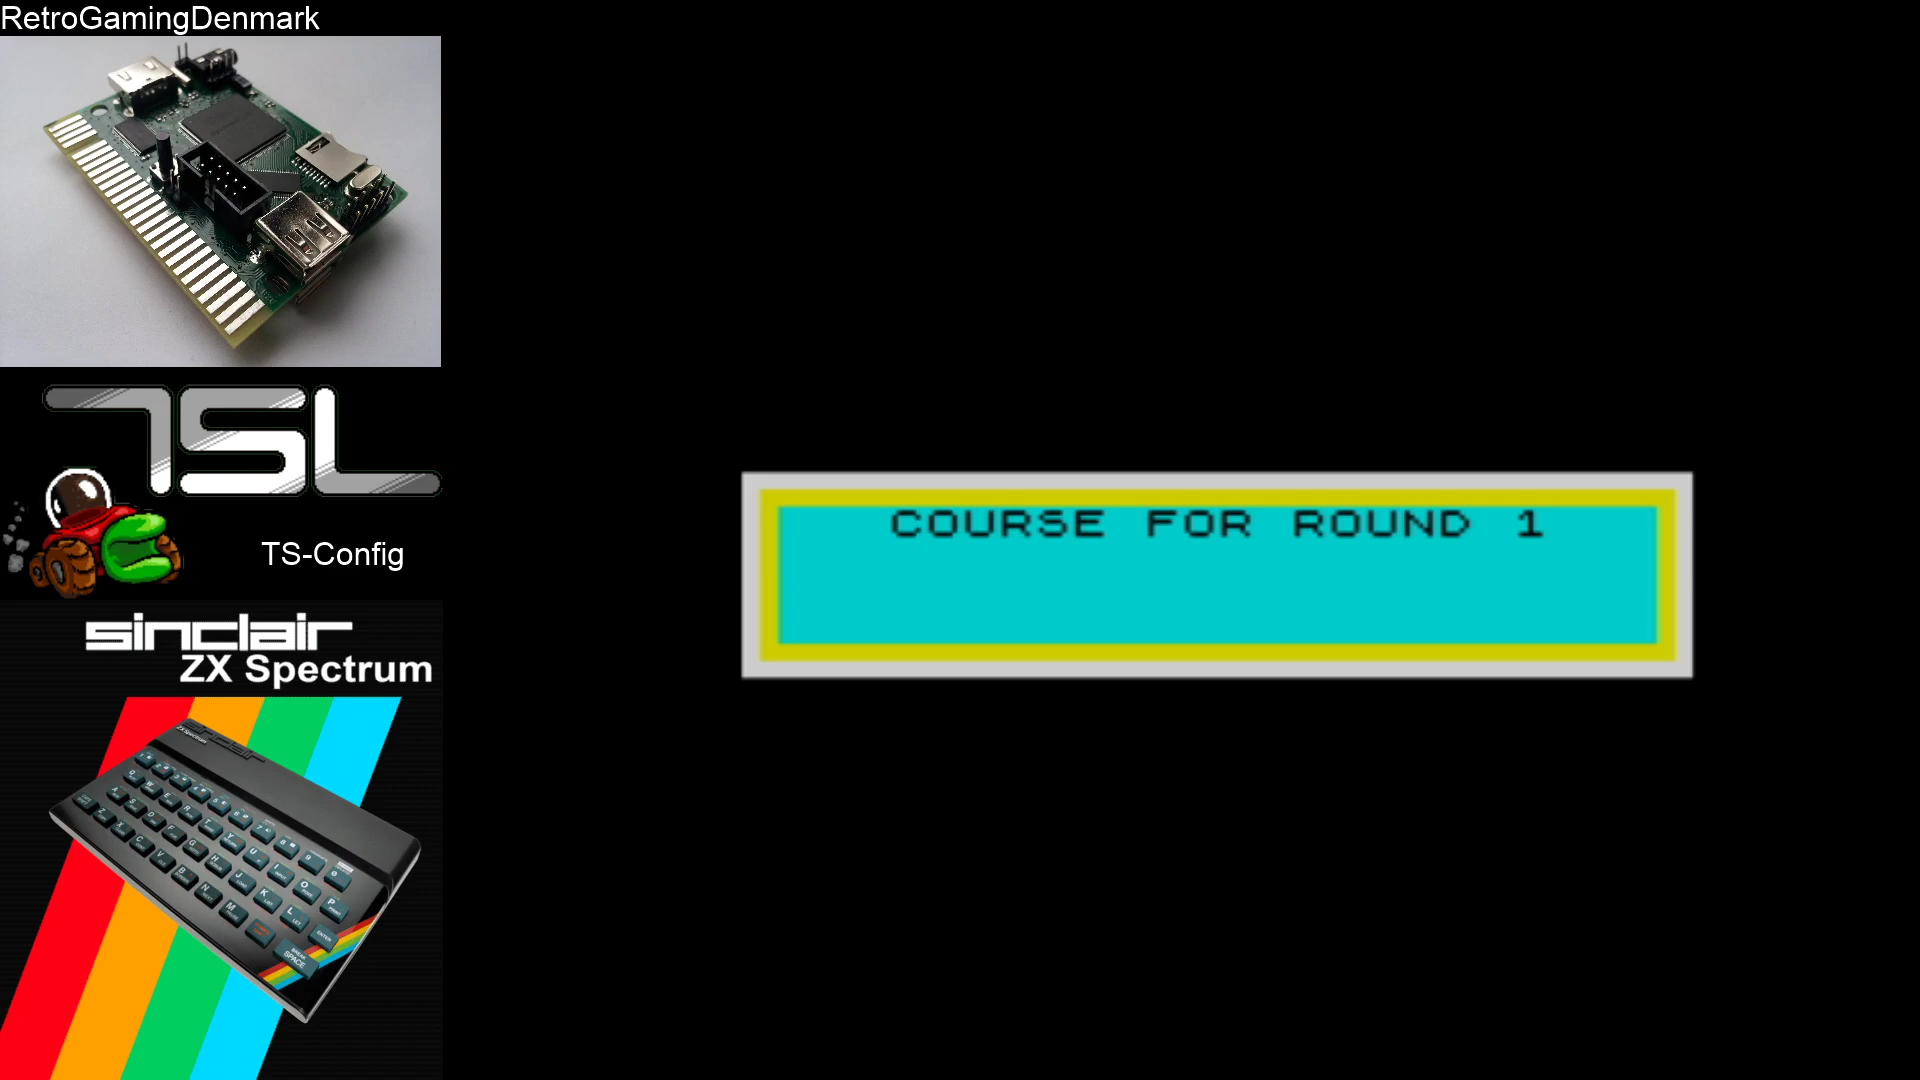 RetroGamingDenmark
TSL
TS-Config
sinclair
ZX Spectrum
COURSE FOR ROUND 1